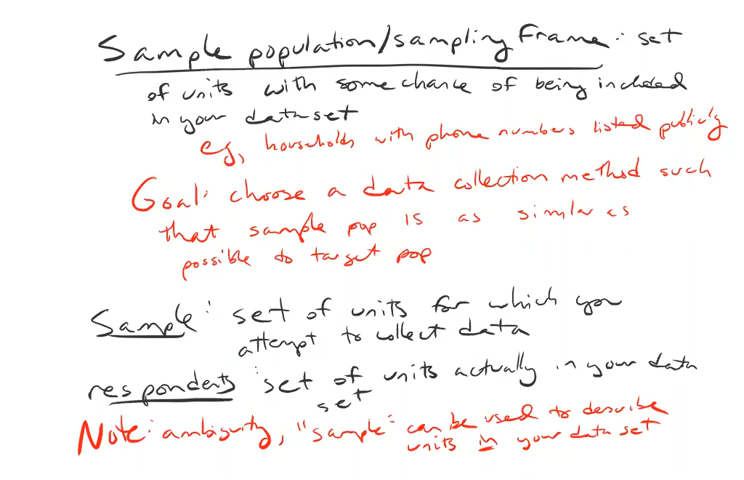 Sample population/sampling frame: set
of units with some chance of being included
in your data set
eg, households with phone numbers listed publicly
Goal: choose a data collection method such
that sample pop is as similar as
possible to target pop
Sample: set of units for which you
attempt to collect data
respondents: set of units actually in your data
set
Note: ambiguity, "sample" can be used to describe
units in your data set